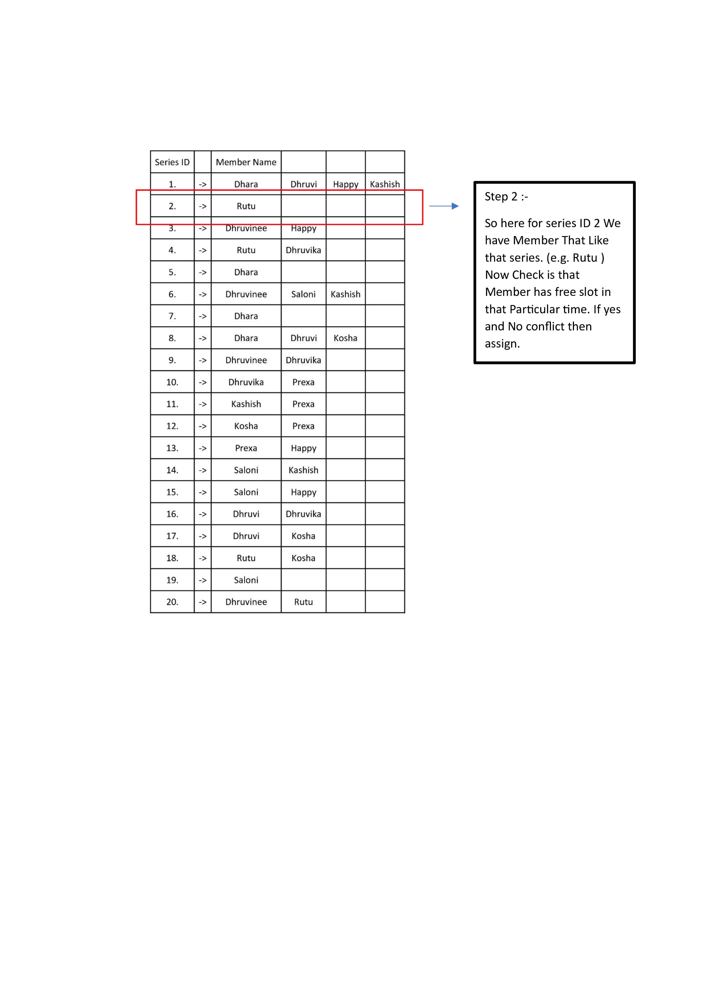 Series ID Member Name
1. -> Dhara Dhruvi Happy Kashish
2. -> Rutu
3. -> Dhruvinee Happy
4. -> Rutu Dhruvika
5. -> Dhara
6. -> Dhruvinee Saloni Kashish
7. -> Dhara
8. -> Dhara Dhruvi Kosha
9. -> Dhruvinee Dhruvika
10. -> Dhruvika Prexa
11. -> Kashish Prexa
12. -> Kosha Prexa
13. -> Prexa Happy
14. -> Saloni Kashish
15. -> Saloni Happy
16. -> Dhruvi Dhruvika
17. -> Dhruvi Kosha
18. -> Rutu Kosha
19. -> Saloni
20. -> Dhruvinee Rutu
Step 2 :-
So here for series ID 2 We
have Member That Like
that series. (e.g. Rutu )
Now Check is that
Member has free slot in
that Particular time. If yes
and No conflict then
assign.